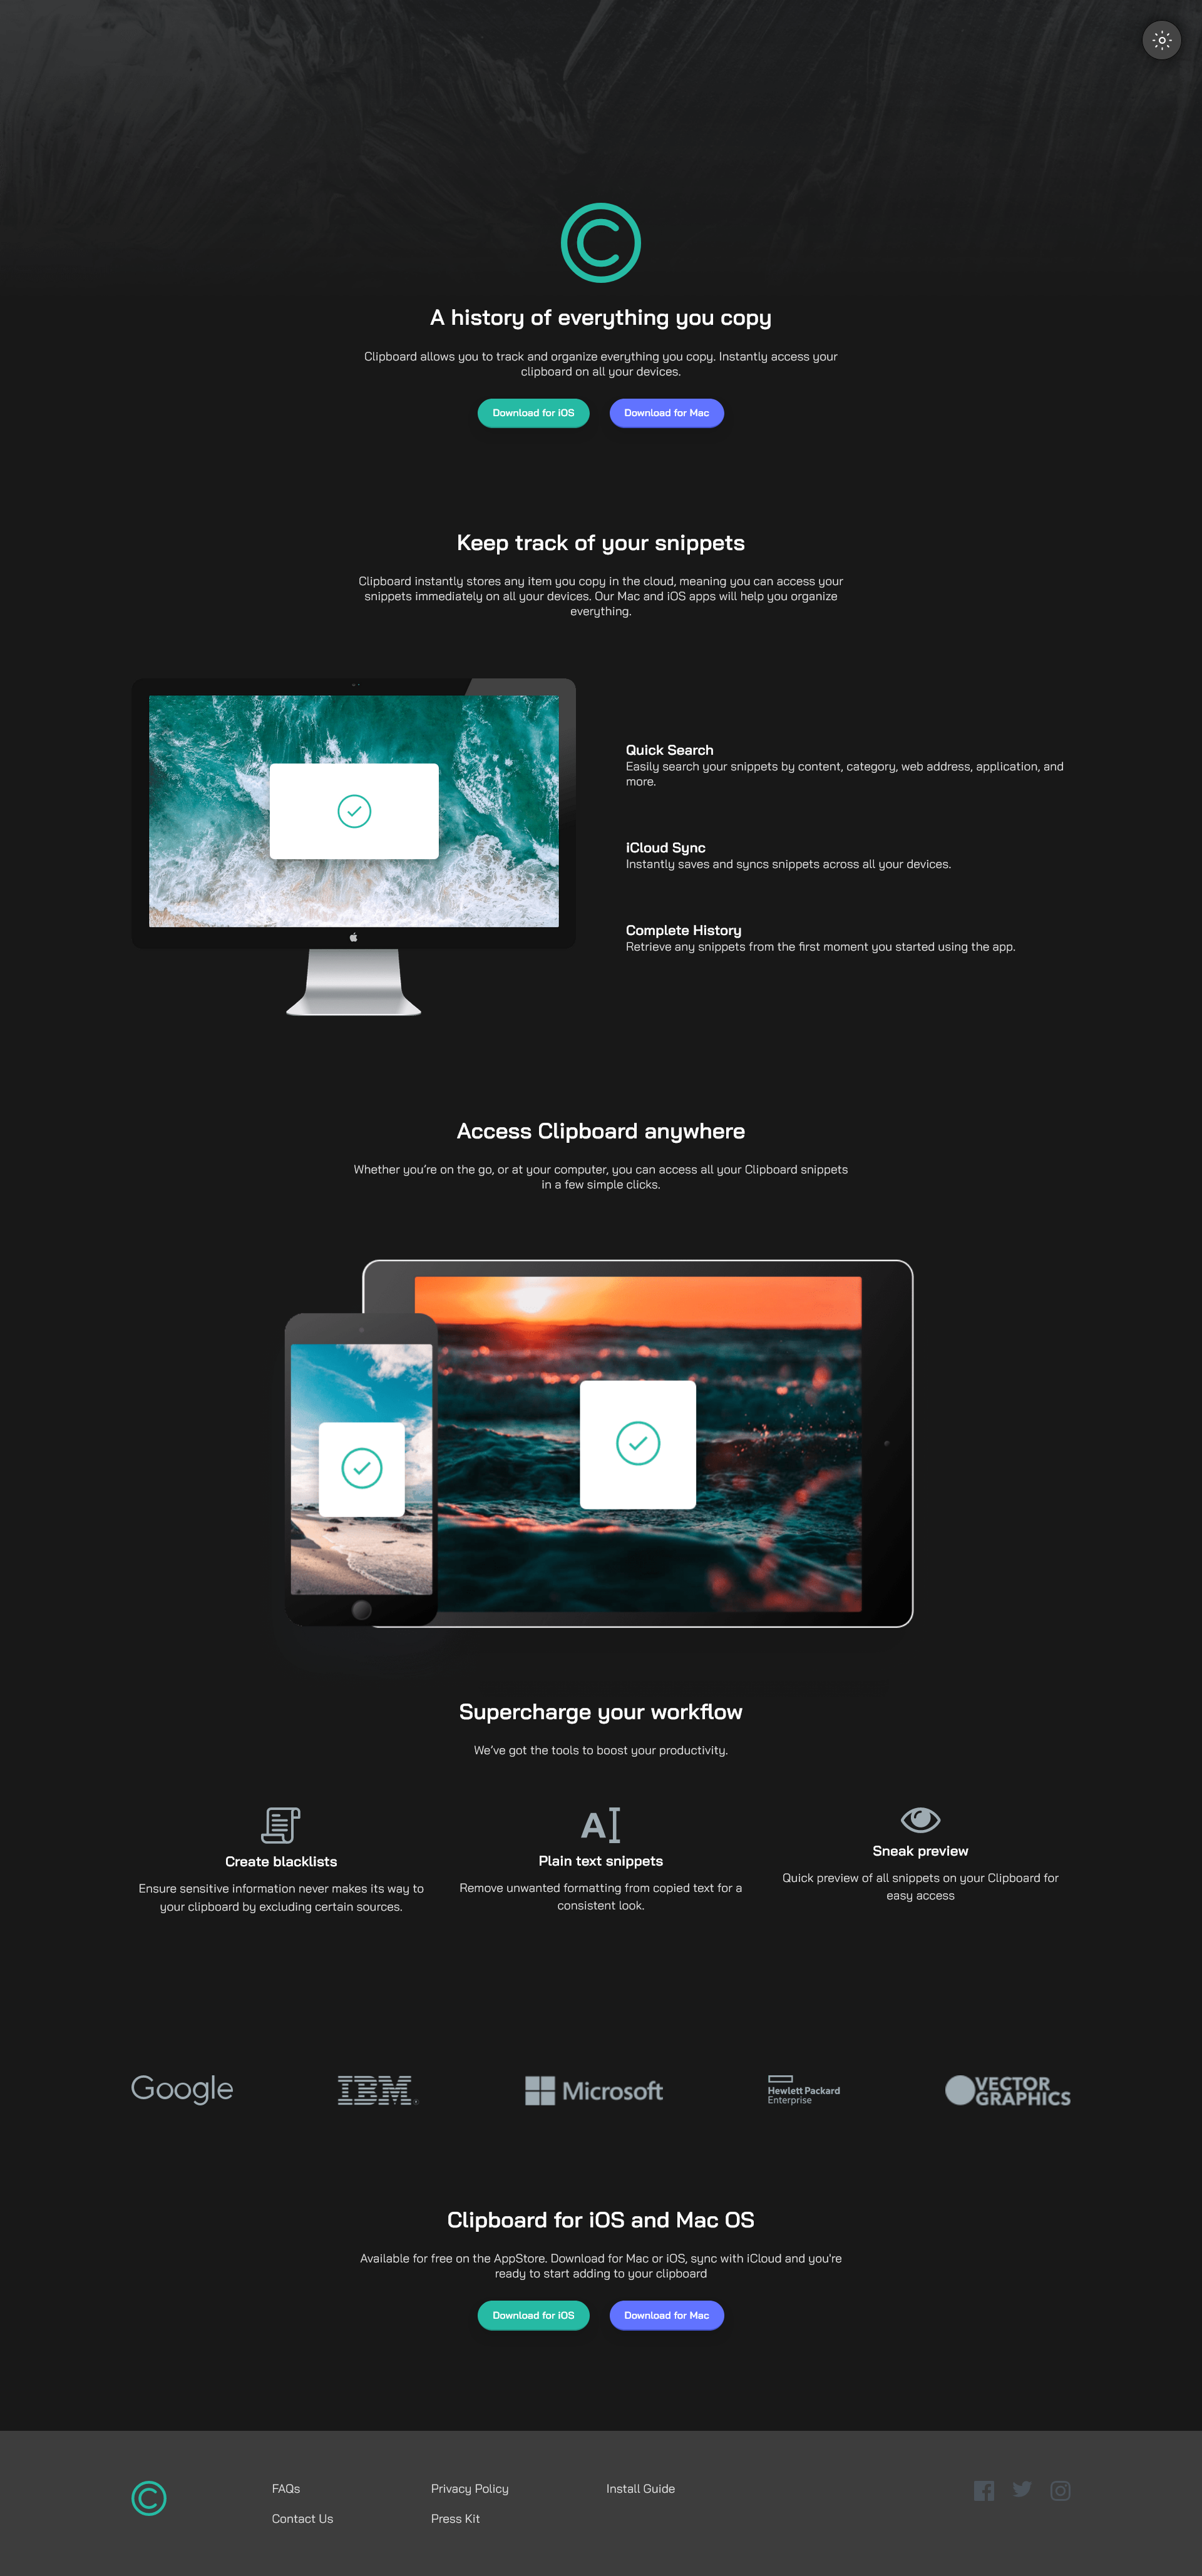 A history of everything you copy
Clipboard allows you to track and organize everything you copy. Instantly access your
clipboard on all your devices.
Download for iOS
Download for Mac
Keep track of your snippets
Clipboard instantly stores any item you copy in the cloud, meaning you can access your
snippets immediately on all your devices. Our Mac and iOS apps will help you organize
everything.
Quick Search
Easily search your snippets by content, category, web address, application, and
more.
iCloud Sync
Instantly saves and syncs snippets across all your devices.
Complete History
Retrieve any snippets from the first moment you started using the app.
Access Clipboard anywhere
Whether you’re on the go, or at your computer, you can access all your Clipboard snippets
in a few simple clicks.
Supercharge your workflow
We’ve got the tools to boost your productivity.
Create blacklists
Ensure sensitive information never makes its way to
your clipboard by excluding certain sources.
Plain text snippets
Remove unwanted formatting from copied text for a
consistent look.
Sneak preview
Quick preview of all snippets on your Clipboard for
easy access
Google
IBM
Microsoft
Hewlett Packard
Enterprise
VECTOR
GRAPHICS
Clipboard for iOS and Mac OS
Available for free on the AppStore. Download for Mac or iOS, sync with iCloud and you're
ready to start adding to your clipboard
Download for iOS
Download for Mac
FAQs
Contact Us
Privacy Policy
Press Kit
Install Guide